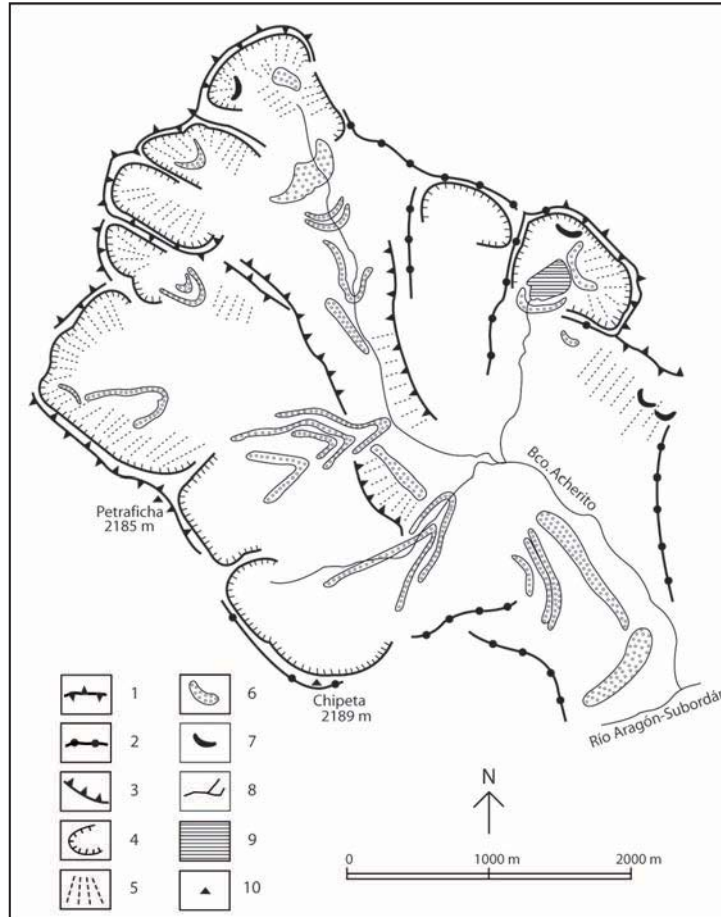 Petraficha
2185 m
Bco. Acherito
Chipeta
2189 m
Río Aragón-Subordán
1
6
2
7
3
8
4
9
5
10
N
0
1000 m
2000 m